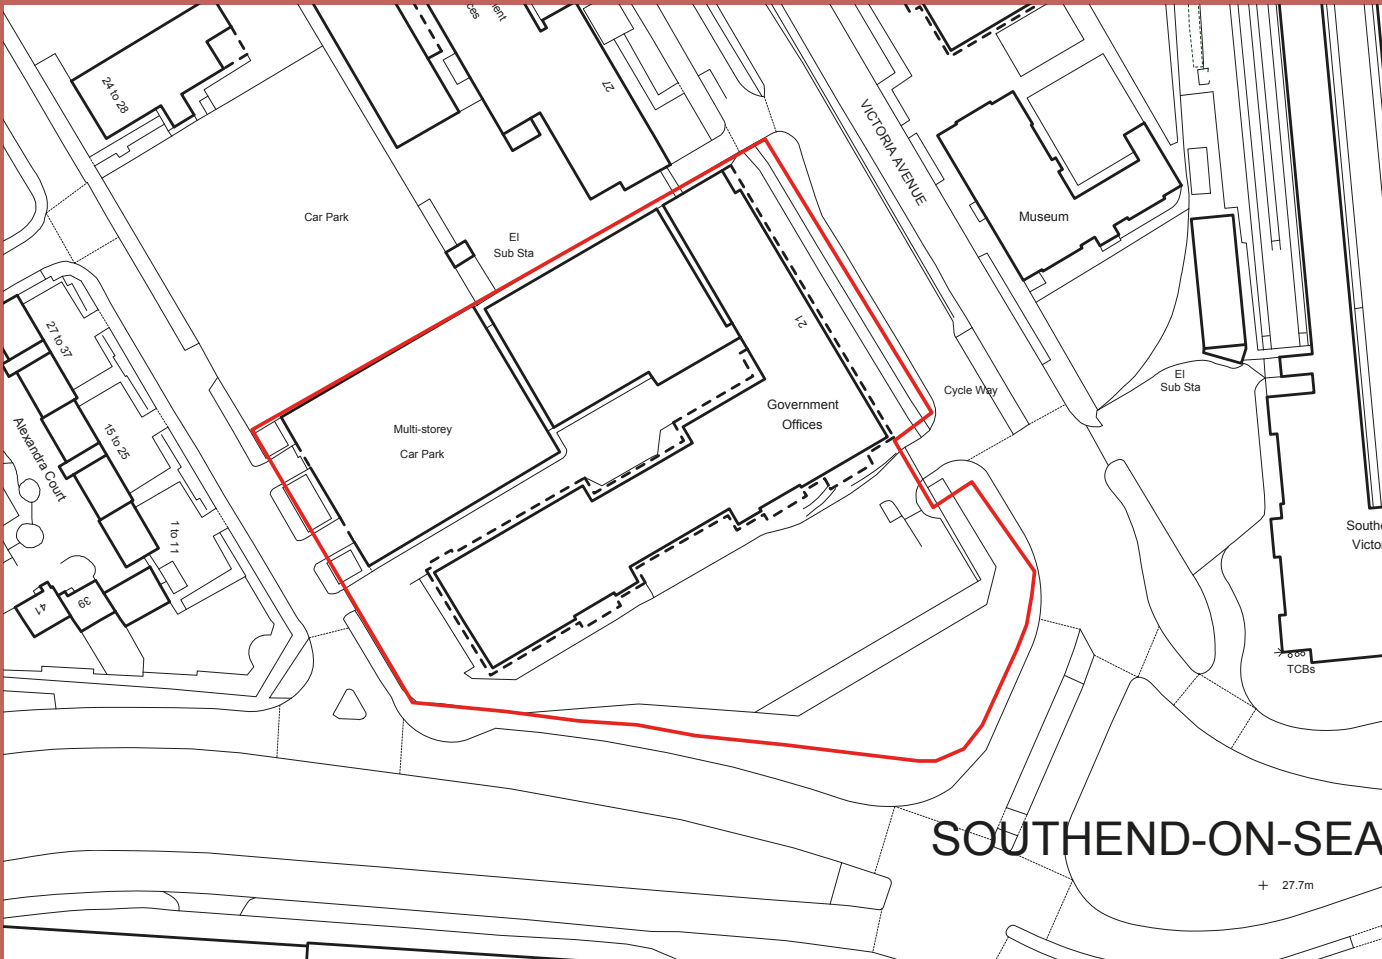 24 to 28
27
VICTORIA AVENUE
Car Park
Museum
El
Sub Sta
27 to 37
21
El
Sub Sta
Cycle Way
Government
Offices
Multi-storey
Car Park
Alexandra Court
15 to 25
1 to 11
41
39
TCBs
SOUTHEND-ON-SEA
27.7m